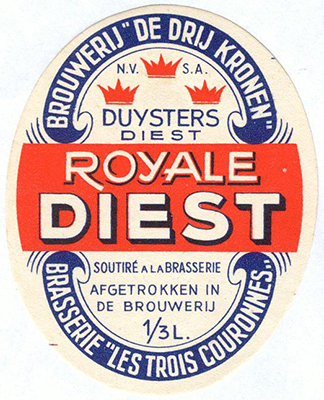 BROUWERIJ "DE DRIJ KRONEN"
N.V. S.A.
DUYSTERS
DIEST
ROYALE
DIEST
SOUTIRÉ A LA BRASSERIE
AFGETROKKEN IN
DE BROUWERIJ
1/3 L.
BRASSERIE "LES TROIS COURONNES„